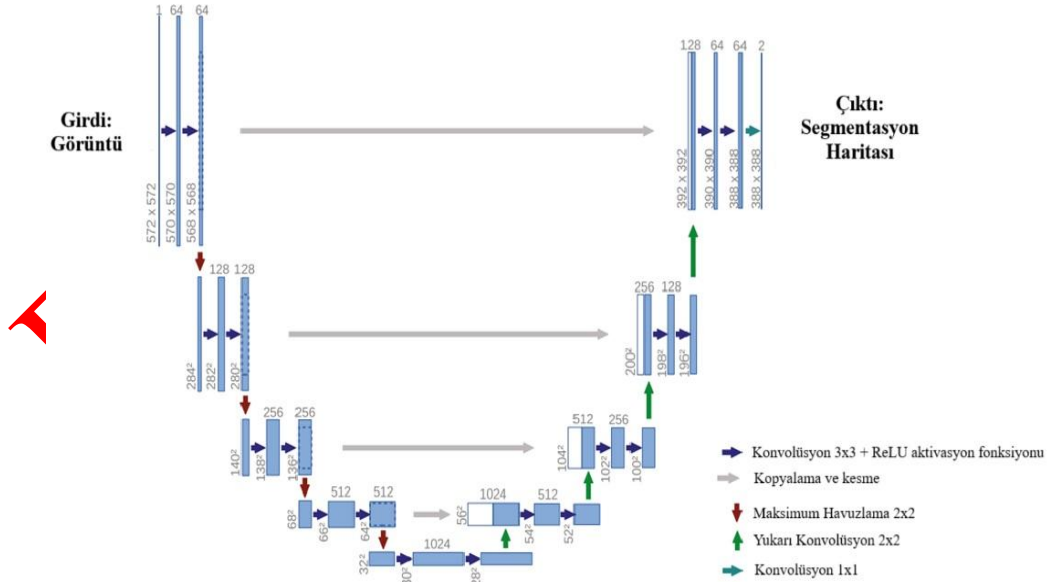 1 64 64
128 64 64 2
Girdi:
Görüntü
Çıktı:
Segmentasyon
Haritası
572 x 572
570 x 570
568 x 568
392 x 392
390 x 390
388 x 388
388 x 388
128 128
256 128
284²
282²
280²
200²
198²
196²
256 256
512 256
140²
138²
136²
104²
102²
100²
512 512
1024 512
68²
66²
64²
56²
54²
52²
1024
32²
Konvolüsyon 3x3 + ReLU aktivasyon fonksiyonu
Kopyalama ve kesme
Maksimum Havuzlama 2x2
Yukarı Konvolüsyon 2x2
Konvolüsyon 1x1